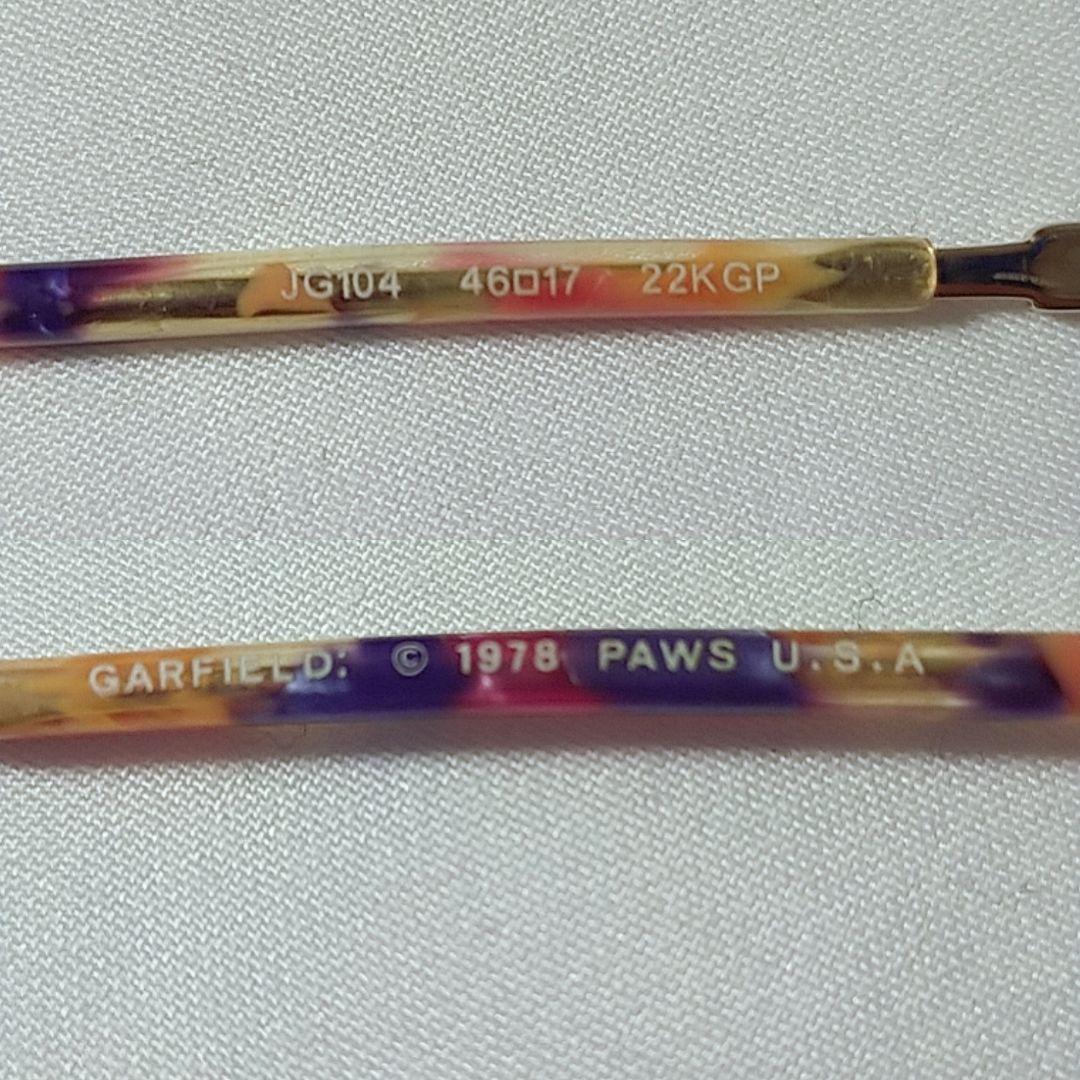 JG104 46□17 22KGP
GARFIELD: © 1978 PAWS U.S.A